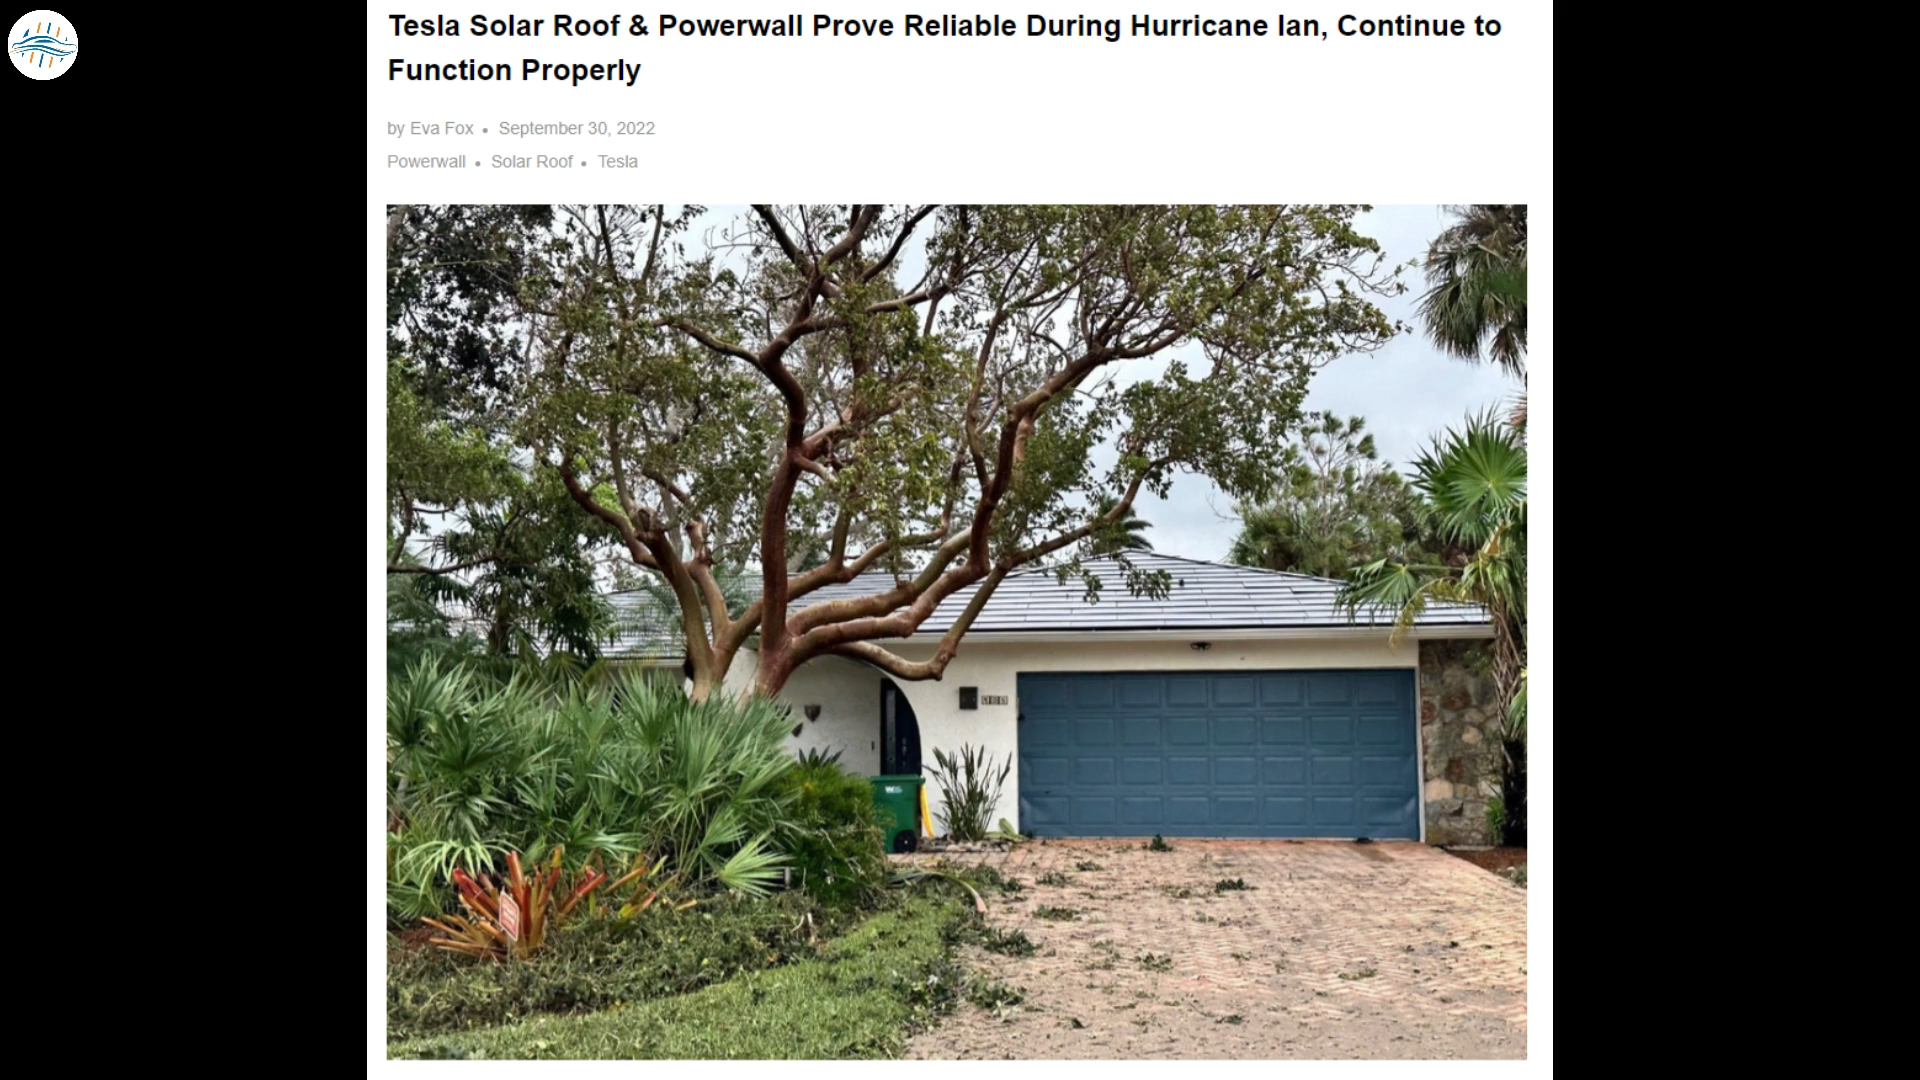 Tesla Solar Roof & Powerwall Prove Reliable During Hurricane Ian, Continue to
Function Properly
by Eva Fox • September 30, 2022
Powerwall • Solar Roof • Tesla